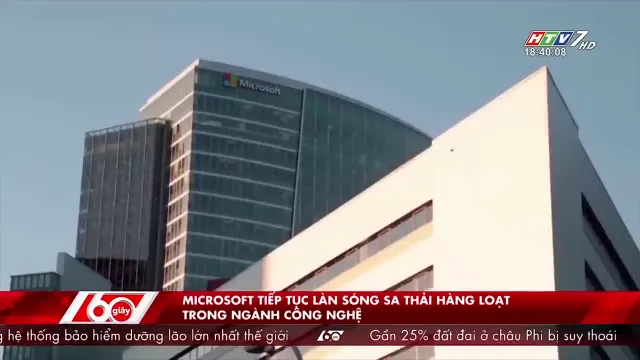 HTV7 HD
18:40:08
Microsoft
60 giây
MICROSOFT TIẾP TỤC LÀN SÓNG SA THẢI HÀNG LOẠT
TRONG NGÀNH CÔNG NGHỆ
g hệ thống bảo hiểm dưỡng lão lớn nhất thế giới
60
Gần 25% đất đai ở châu Phi bị suy thoái